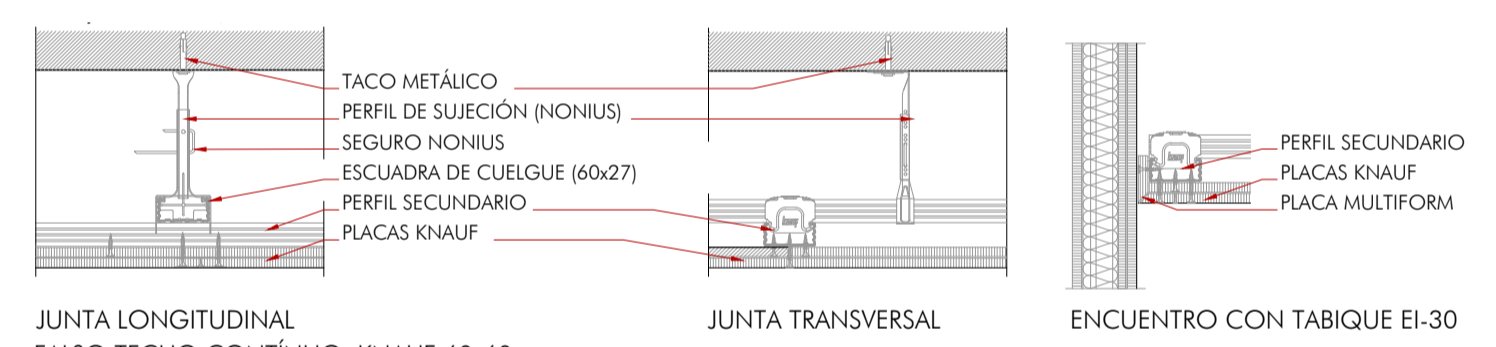 TACO METÁLICO
PERFIL DE SUJECIÓN (NONIUS)
SEGURO NONIUS
ESCUADRA DE CUELGUE (60x27)
PERFIL SECUNDARIO
PLACAS KNAUF
PERFIL SECUNDARIO
PLACAS KNAUF
PLACA MULTIFORM
JUNTA LONGITUDINAL
JUNTA TRANSVERSAL
ENCUENTRO CON TABIQUE EI-30